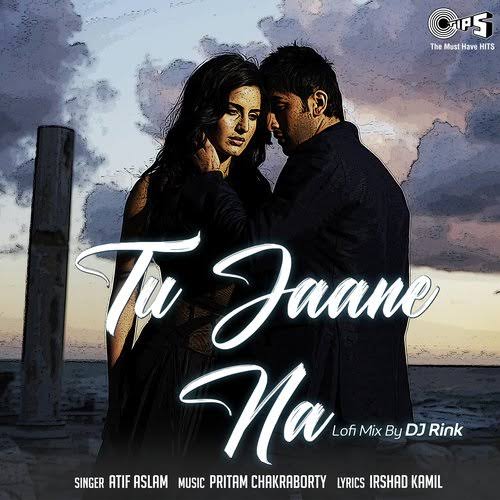 TIPS
The Must Have HITS
Tu Jaane
Na
Lofi Mix By DJ Rink
SINGER ATIF ASLAM MUSIC PRITAM CHAKRABORTY LYRICS IRSHAD KAMIL